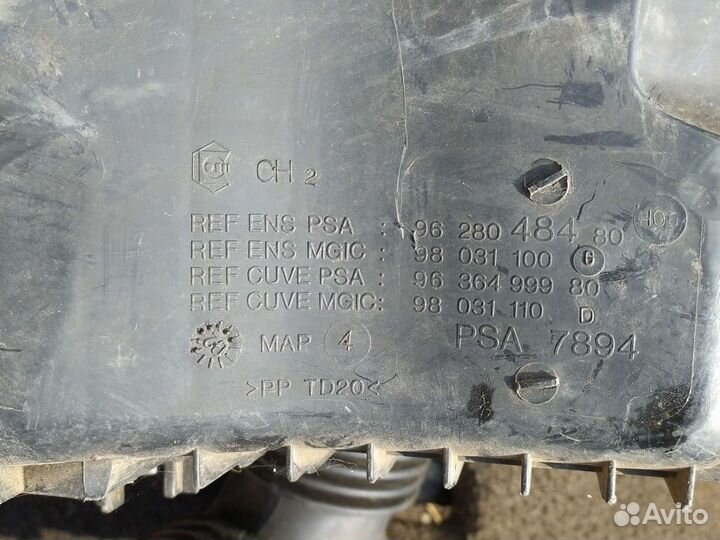 CH 2
REF ENS PSA : 96 280 484 80
H01
REF ENS MGIC: 98 031 100 G
REF CUVE PSA : 96 364 999 80
REF CUVE MGIC: 98 031 110 D
MAP 4
PSA 7894
>PP TD20<
Avito